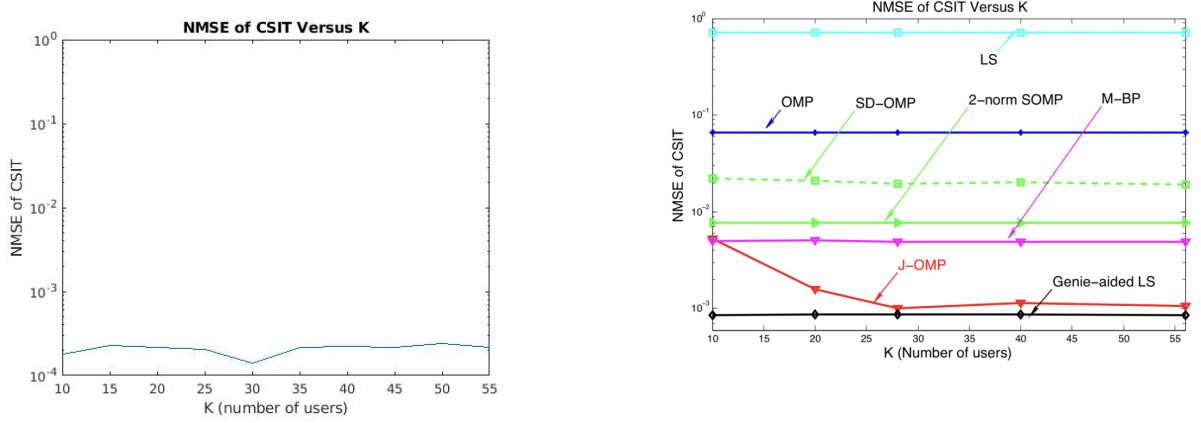 NMSE of CSIT Versus K
10^0
10^-1
10^-2
10^-3
10^-4
NMSE of CSIT
10 15 20 25 30 35 40 45 50 55
K (number of users)
NMSE of CSIT Versus K
10^0
10^-1
10^-2
10^-3
NMSE of CSIT
LS
OMP
SD-OMP
2-norm SOMP
M-BP
J-OMP
Genie-aided LS
10 15 20 25 30 35 40 45 50 55
K (Number of users)